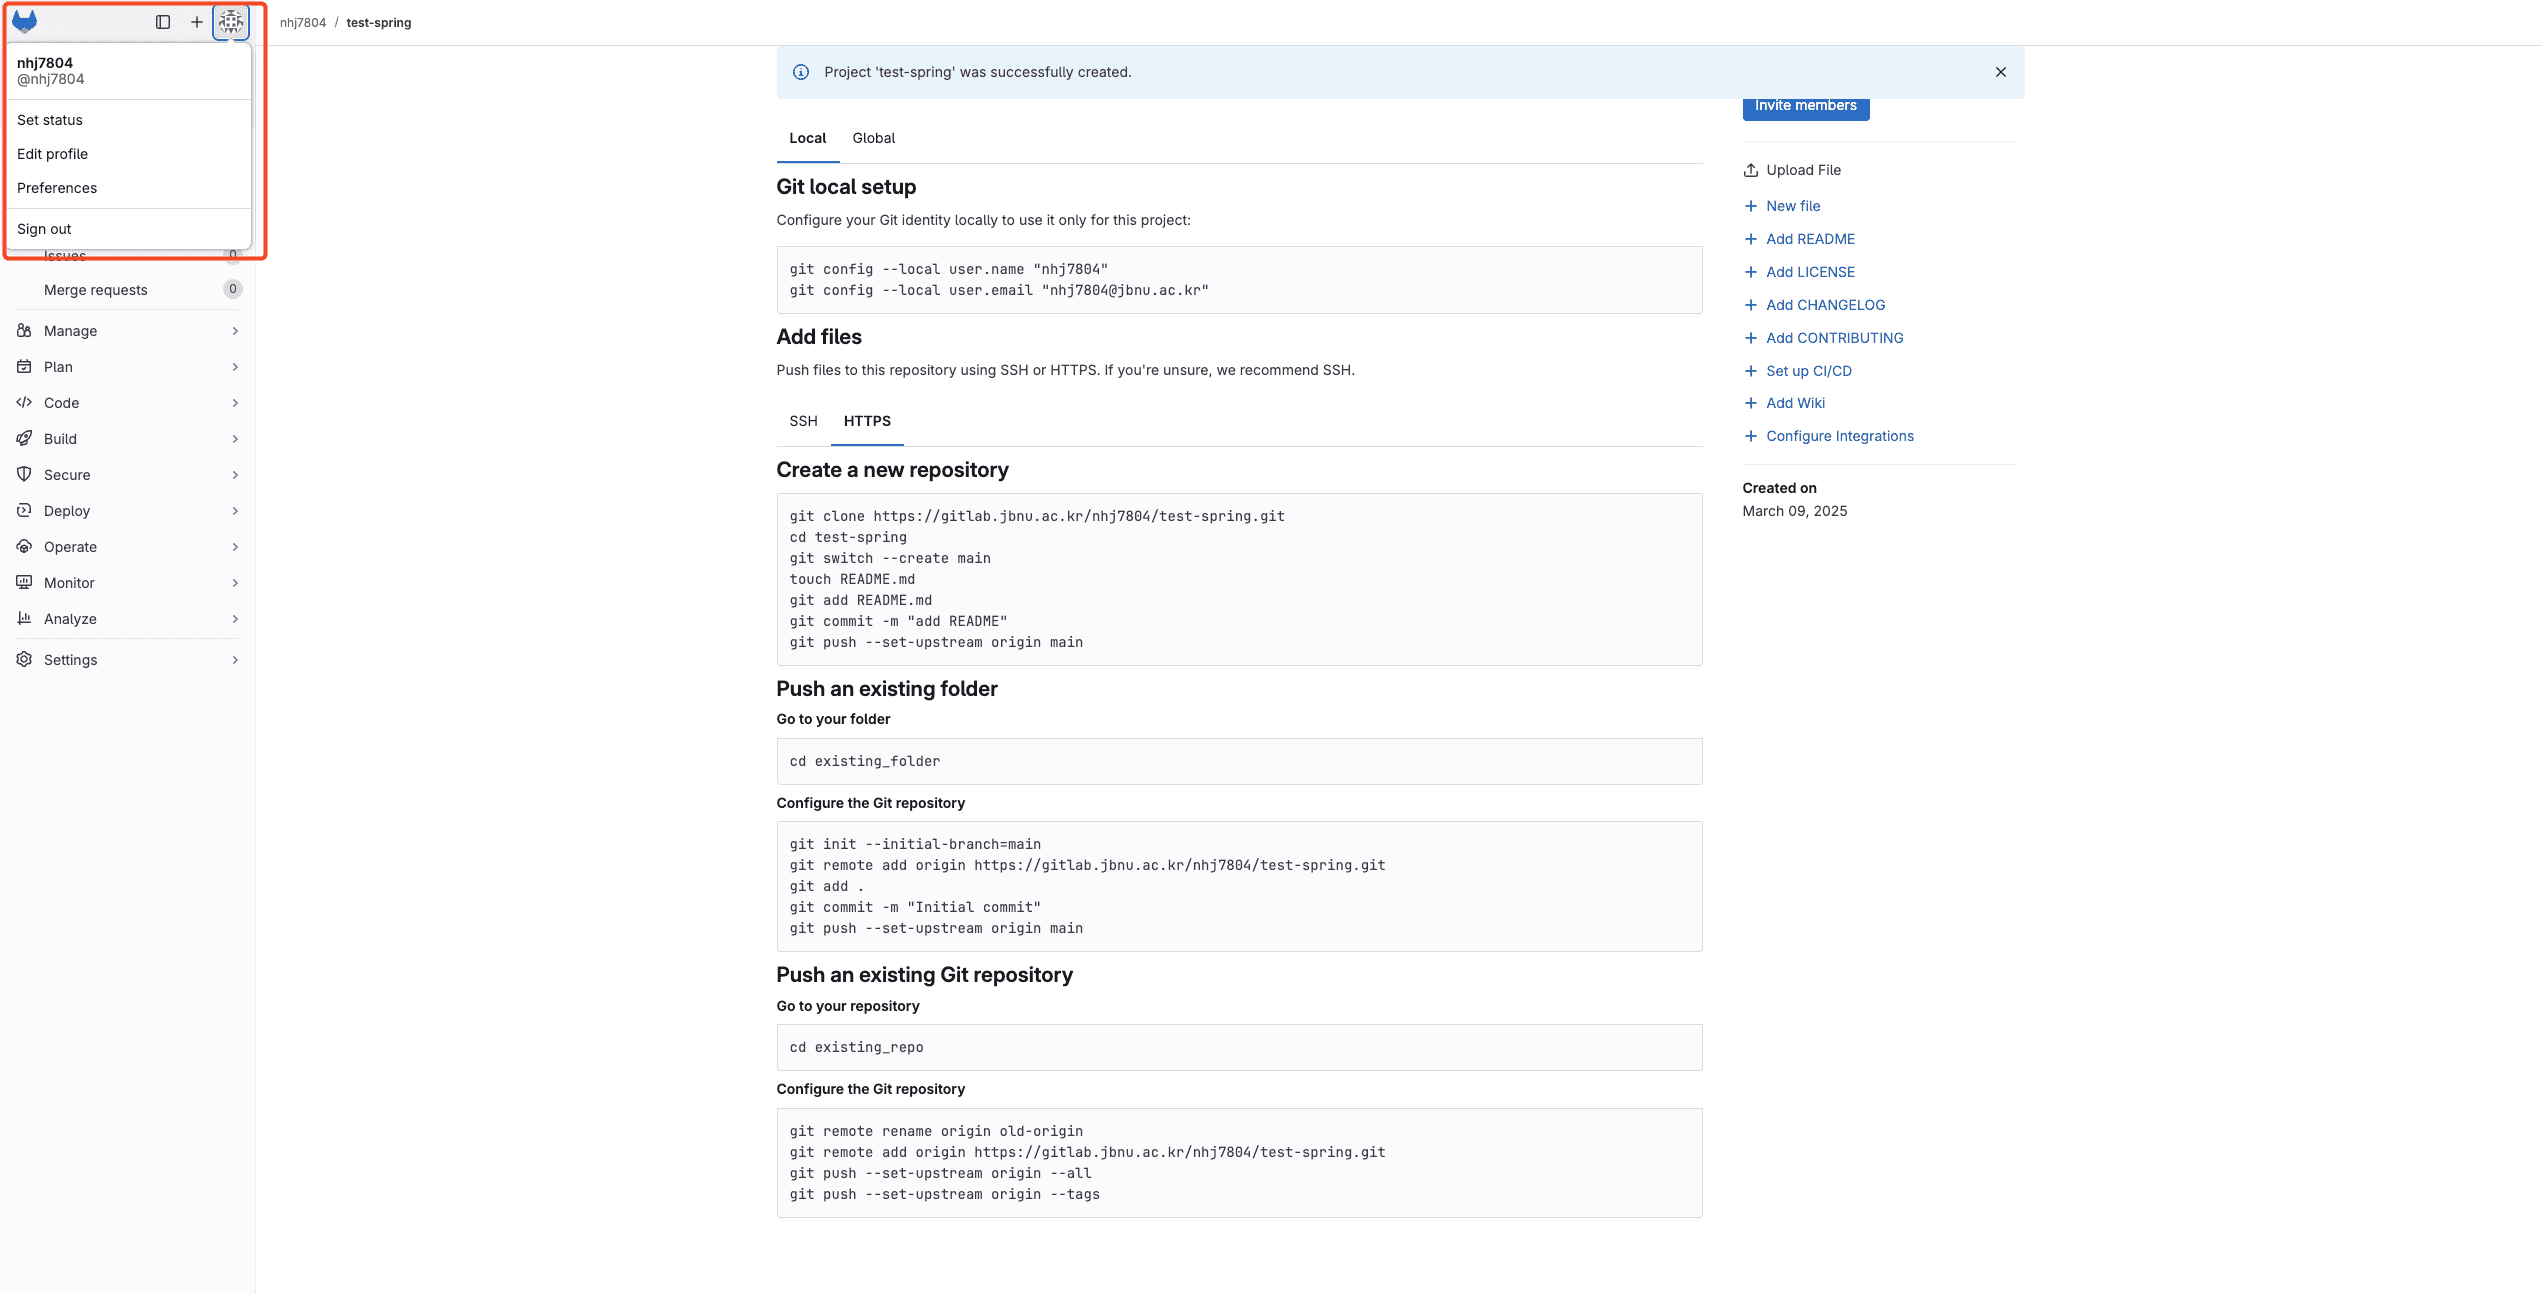 nhj7804 / test-spring
nhj7804
@nhj7804
Set status
Edit profile
Preferences
Sign out
Issues 0
Merge requests 0
Manage
Plan
Code
Build
Secure
Deploy
Operate
Monitor
Analyze
Settings
Project 'test-spring' was successfully created.
Local Global
Git local setup
Configure your Git identity locally to use it only for this project:
git config --local user.name "nhj7804"
git config --local user.email "nhj7804@jbnu.ac.kr"
Add files
Push files to this repository using SSH or HTTPS. If you're unsure, we recommend SSH.
SSH HTTPS
Create a new repository
git clone https://gitlab.jbnu.ac.kr/nhj7804/test-spring.git
cd test-spring
git switch --create main
touch README.md
git add README.md
git commit -m "add README"
git push --set-upstream origin main
Push an existing folder
Go to your folder
cd existing_folder
Configure the Git repository
git init --initial-branch=main
git remote add origin https://gitlab.jbnu.ac.kr/nhj7804/test-spring.git
git add .
git commit -m "Initial commit"
git push --set-upstream origin main
Push an existing Git repository
Go to your repository
cd existing_repo
Configure the Git repository
git remote rename origin old-origin
git remote add origin https://gitlab.jbnu.ac.kr/nhj7804/test-spring.git
git push --set-upstream origin --all
git push --set-upstream origin --tags
Invite members
Upload File
New file
Add README
Add LICENSE
Add CHANGELOG
Add CONTRIBUTING
Set up CI/CD
Add Wiki
Configure Integrations
Created on
March 09, 2025